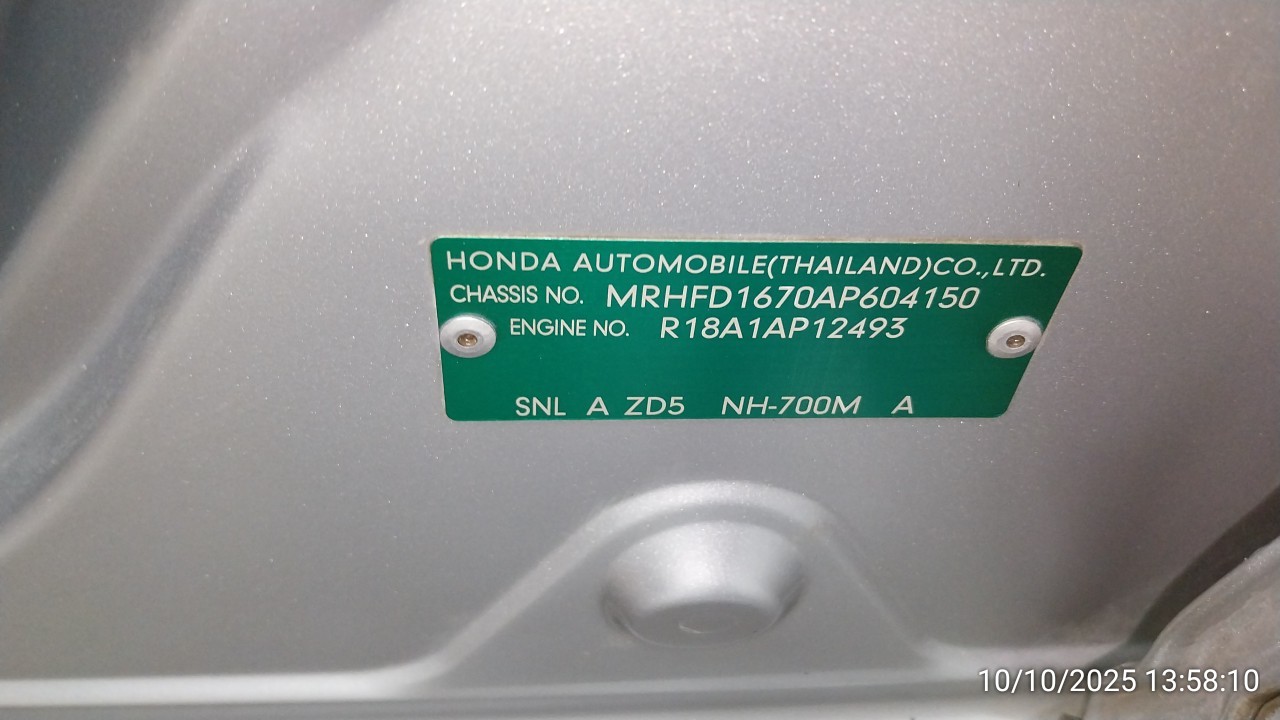 HONDA AUTOMOBILE(THAILAND)CO.,LTD.
CHASSIS NO. MRHFD1670AP604150
ENGINE NO. R18A1AP12493
SNL A ZD5 NH-700M A
10/10/2025 13:58:10